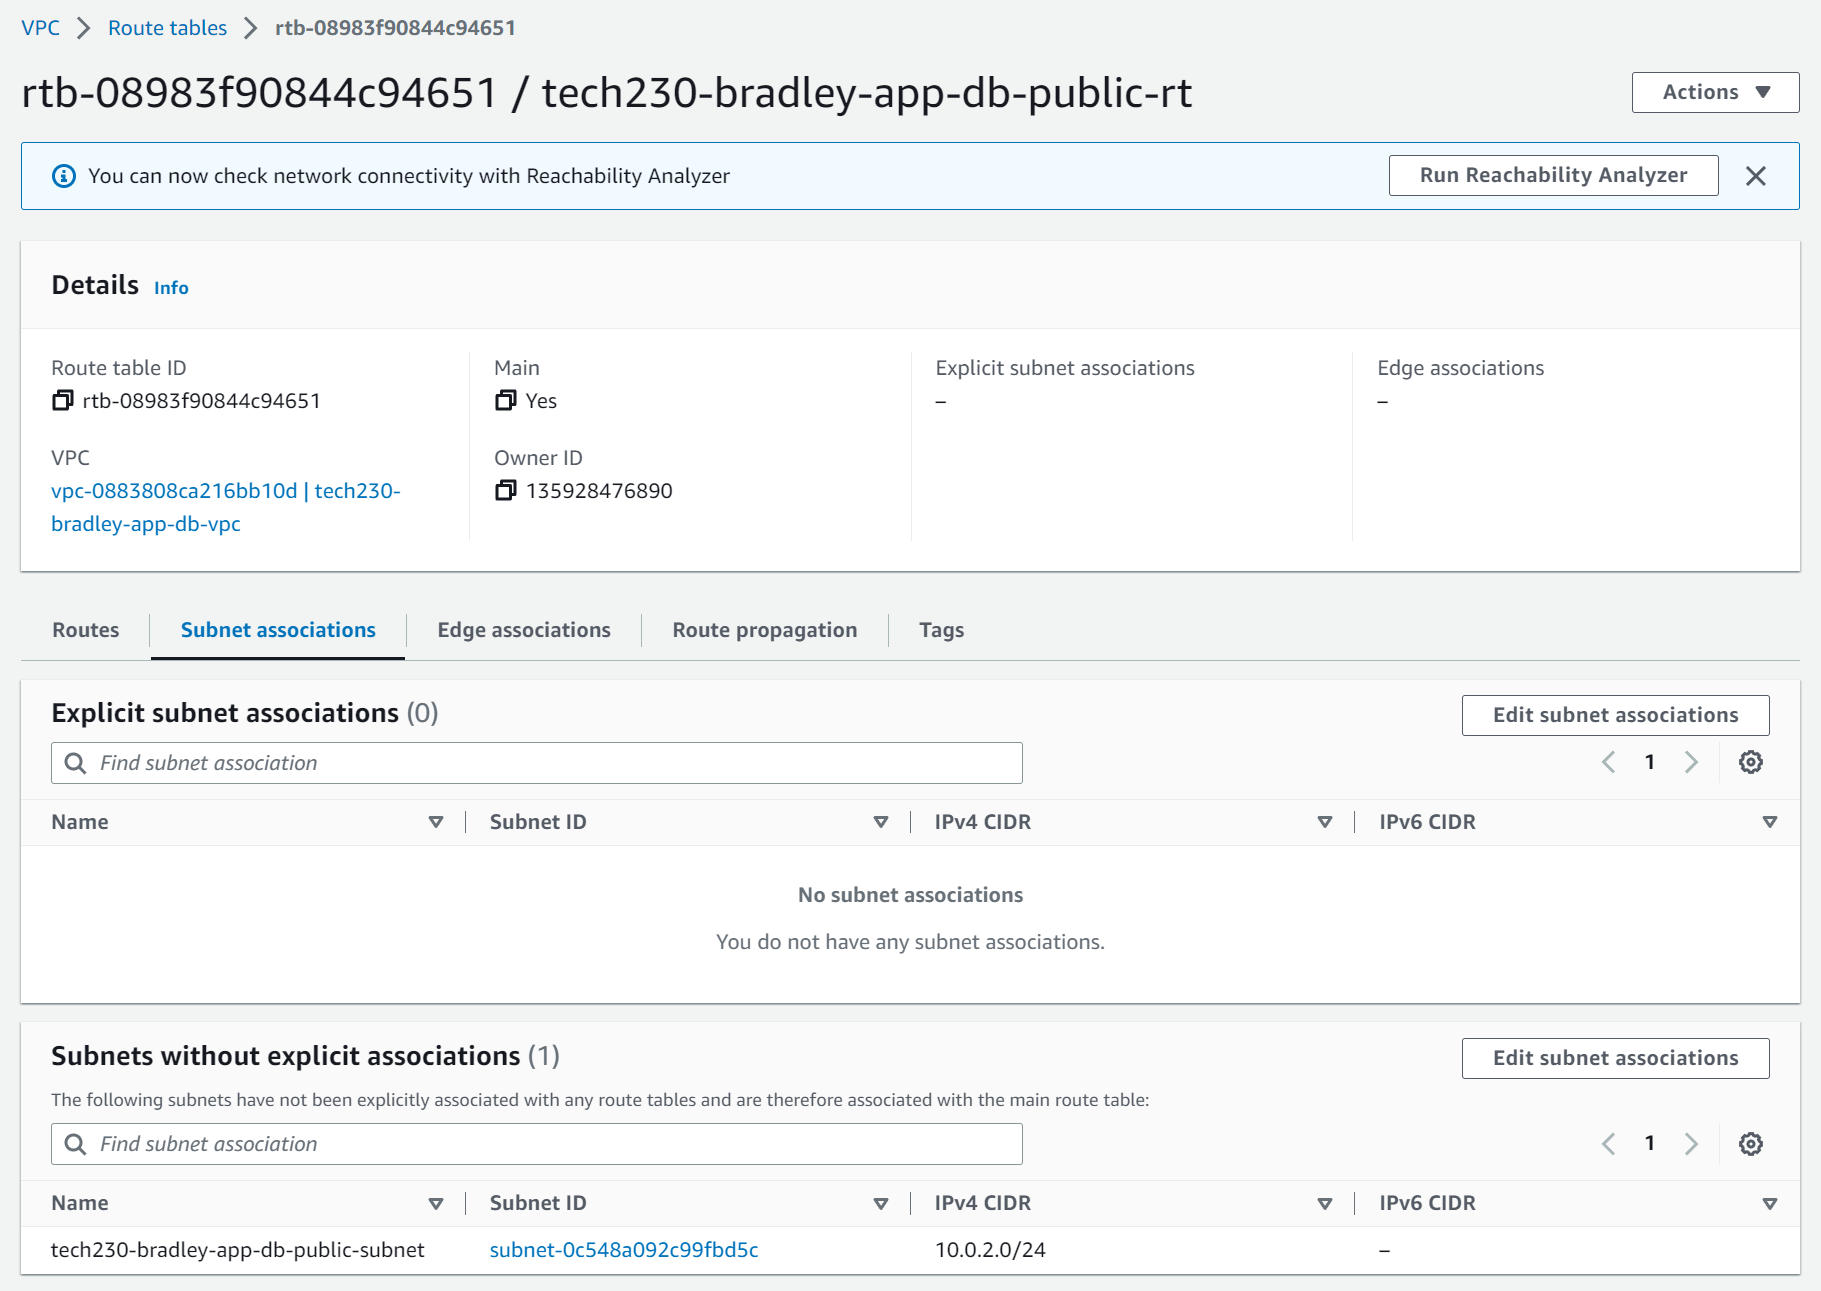 VPC > Route tables > rtb-08983f90844c94651
rtb-08983f90844c94651 / tech230-bradley-app-db-public-rt
Actions
You can now check network connectivity with Reachability Analyzer
Run Reachability Analyzer
Details Info
Route table ID
rtb-08983f90844c94651
Main
Yes
Explicit subnet associations
–
Edge associations
–
VPC
vpc-0883808ca216bb10d | tech230-
bradley-app-db-vpc
Owner ID
135928476890
Routes
Subnet associations
Edge associations
Route propagation
Tags
Explicit subnet associations (0)
Edit subnet associations
Find subnet association
1
Name
Subnet ID
IPv4 CIDR
IPv6 CIDR
No subnet associations
You do not have any subnet associations.
Subnets without explicit associations (1)
Edit subnet associations
The following subnets have not been explicitly associated with any route tables and are therefore associated with the main route table:
Find subnet association
1
Name
Subnet ID
IPv4 CIDR
IPv6 CIDR
tech230-bradley-app-db-public-subnet
subnet-0c548a092c99fbd5c
10.0.2.0/24
–